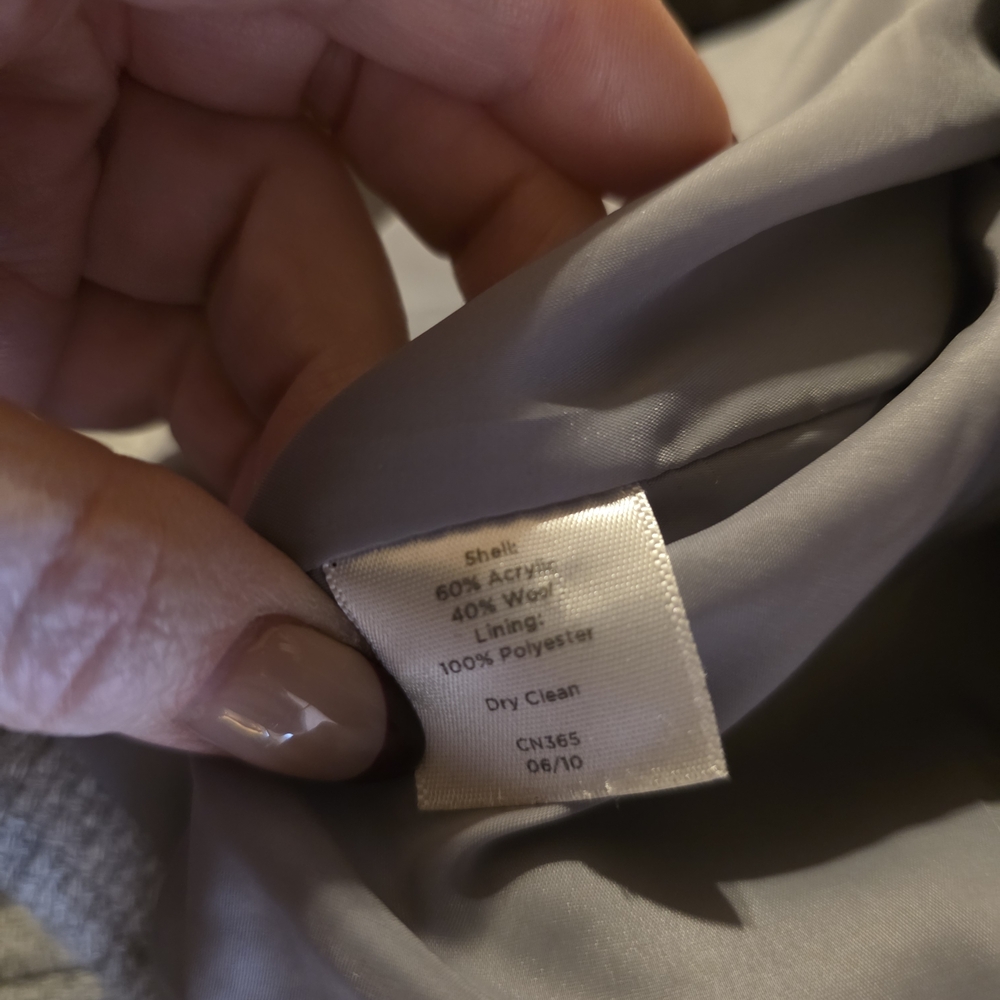 Shell:
60% Acrylic
40% Wool
Lining:
100% Polyester
Dry Clean
CN365
06/10